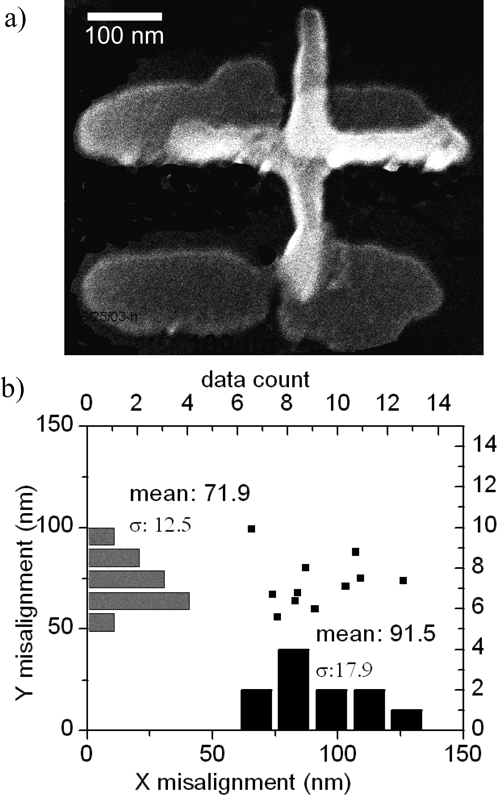 a)
100 nm
25/03-h
b)
data count
0 2 4 6 8 10 12 14
150
100
50
0
Y misalignment (nm)
mean: 71.9
σ: 12.5
mean: 91.5
σ:17.9
14
12
10
8
6
4
2
0
0 50 100 150
X misalignment (nm)